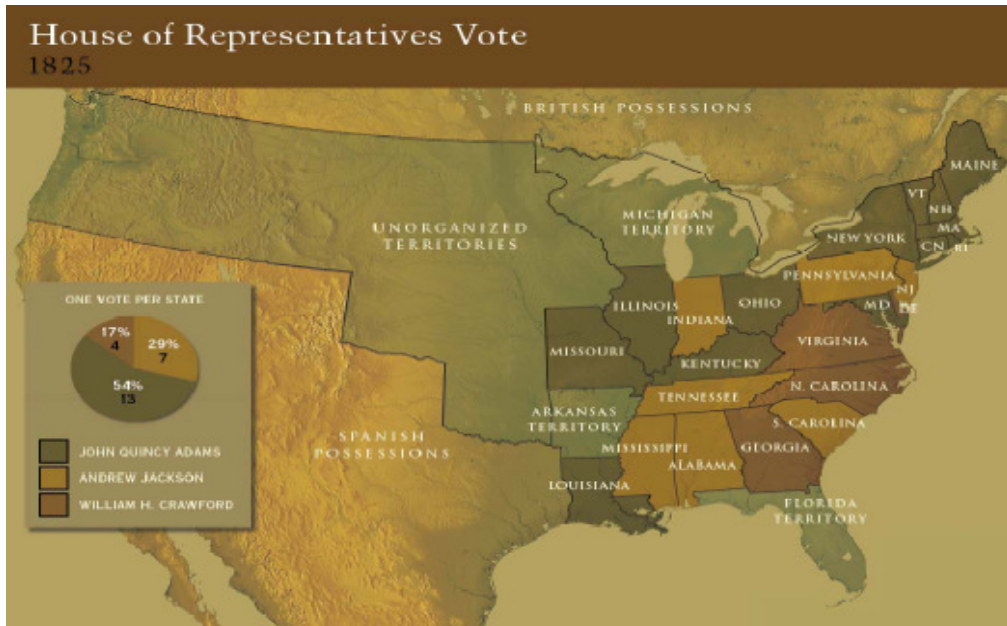 House of Representatives Vote
1825
BRITISH POSSESSIONS
MAINE
VT
NH
MICHIGAN
TERRITORY
UNORGANIZED
TERRITORIES
NEW YORK
MA
CN
RI
PENNSYLVANIA
NJ
MD
DE
ILLINOIS
INDIANA
OHIO
ONE VOTE PER STATE
17%
4
29%
7
54%
13
VIRGINIA
MISSOURI
KENTUCKY
N. CAROLINA
TENNESSEE
ARKANSAS
TERRITORY
S. CAROLINA
SPANISH
POSSESSIONS
MISSISSIPPI
ALABAMA
GEORGIA
LOUISIANA
FLORIDA
TERRITORY
JOHN QUINCY ADAMS
ANDREW JACKSON
WILLIAM H. CRAWFORD